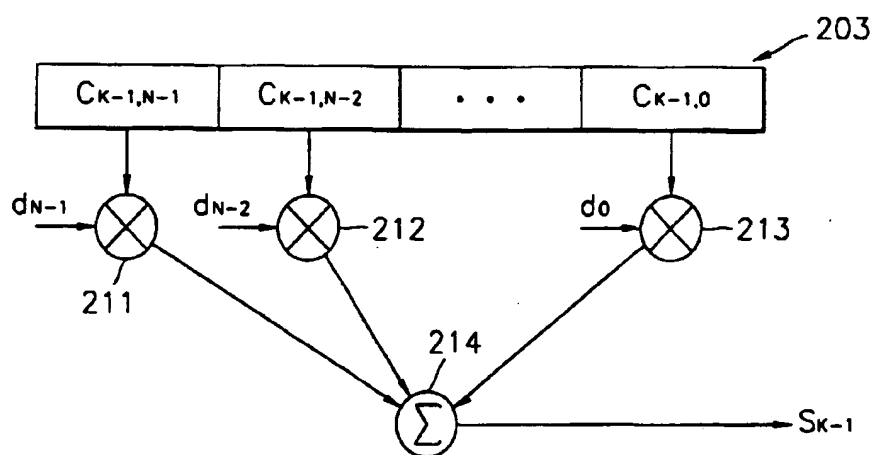 203
CK-1,N-1 CK-1,N-2 • • • CK-1,0
dN-1 dN-2 212 d0 213
211
214
Σ SK-1